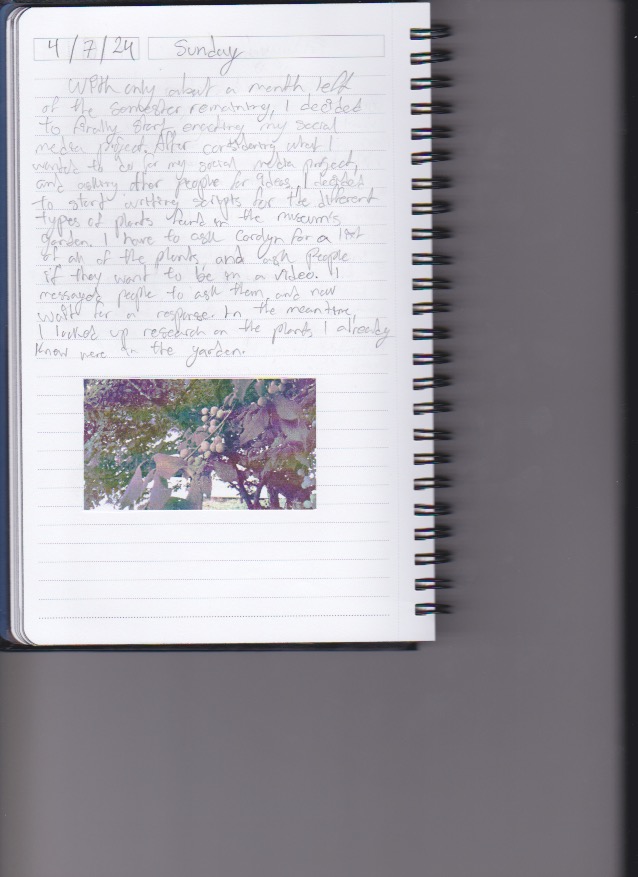 4/7/24 Sunday
With only about a month left
of the semester remaining, I decided
to finally start enacting my social
media project. After considering what I
wanted to do for my social media project,
and asking other people for ideas, I decided
to start writing scripts for the different
types of plants found in the museum's
garden. I have to ask Carolyn for a list
of all of the plants and ask people
if they want to be in a video. I
messaged people to ask them, and now
wait for a response. In the meantime,
I looked up research on the plants I already
know were in the garden.